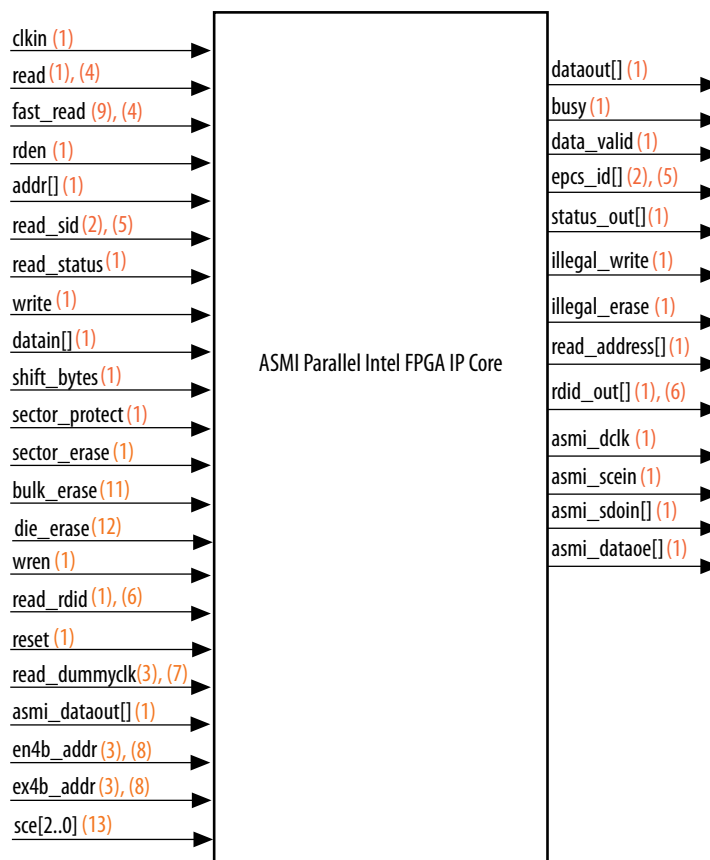 clkin (1)
read (1), (4)
fast_read (9), (4)
rden (1)
addr[] (1)
read_sid (2), (5)
read_status (1)
write (1)
datain[] (1)
shift_bytes (1)
sector_protect (1)
sector_erase (1)
bulk_erase (11)
die_erase (12)
wren (1)
read_rdid (1), (6)
reset (1)
read_dummyclk (3), (7)
asmi_dataout[] (1)
en4b_addr (3), (8)
ex4b_addr (3), (8)
sce[2..0] (13)
ASMI Parallel Intel FPGA IP Core
dataout[] (1)
busy (1)
data_valid (1)
epcs_id[] (2), (5)
status_out[] (1)
illegal_write (1)
illegal_erase (1)
read_address[] (1)
rdid_out[] (1), (6)
asmi_dclk (1)
asmi_scein (1)
asmi_sdoin[] (1)
asmi_dataoe[] (1)